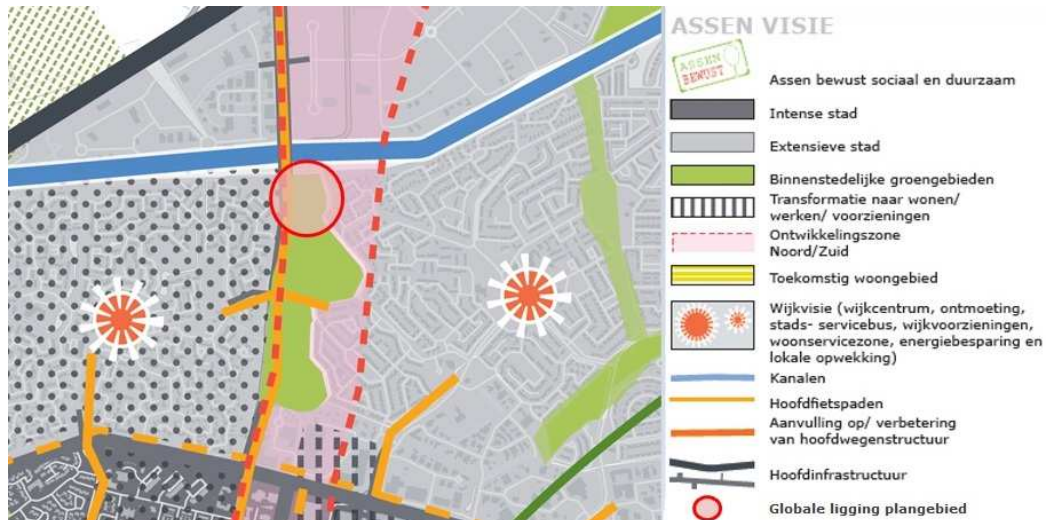 ASSEN VISIE
ASSEN
BEWUST
Assen bewust sociaal en duurzaam
Intense stad
Extensieve stad
Binnenstedelijke groengebieden
Transformatie naar wonen/
werken/ voorzieningen
Ontwikkelingszone
Noord/Zuid
Toekomstig woongebied
Wijkvisie (wijkcentrum, ontmoeting,
stads- servicebus, wijkvoorzieningen,
woonservicezone, energiebesparing en
lokale opwekking)
Kanalen
Hoofdfietspaden
Aanvulling op/ verbetering
van hoofdwegenstructuur
Hoofdinfrastructuur
Globale ligging plangebied